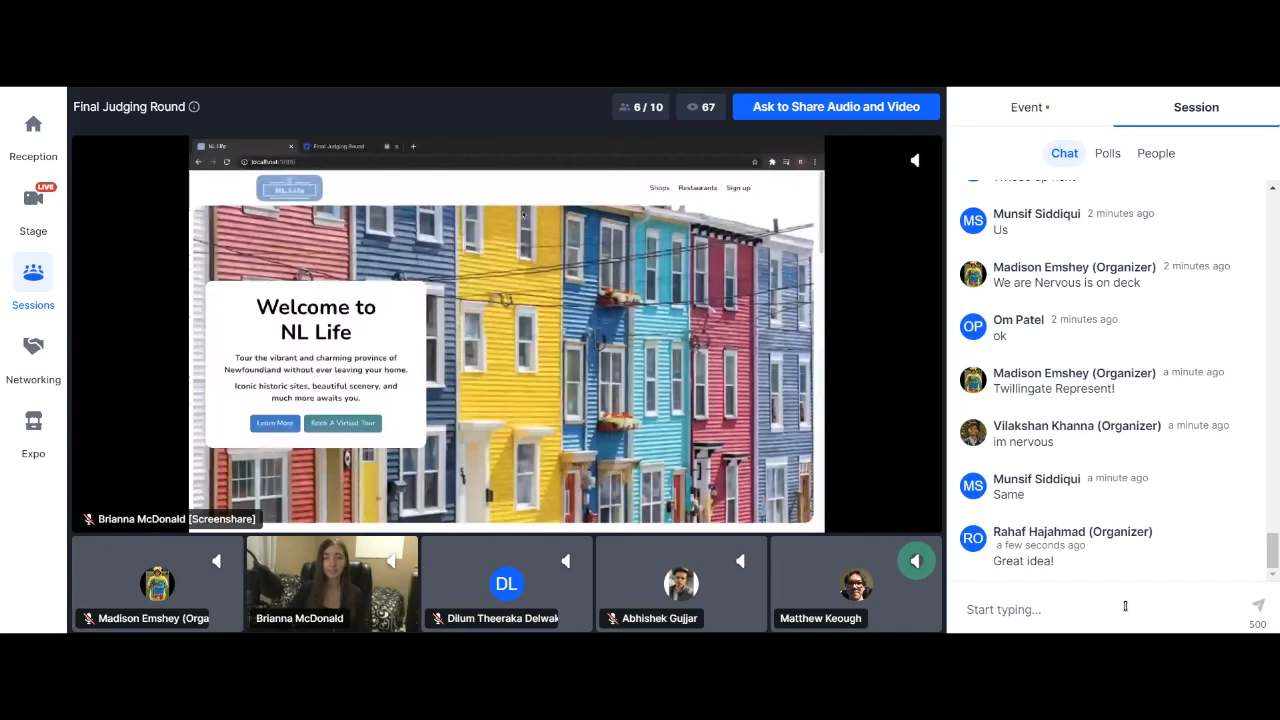 Final Judging Round
6 / 10
67
Ask to Share Audio and Video
Event
Session
Reception
LIVE
Stage
Sessions
Networking
Expo
NL Life
Final Judging Round
NL Life
Shops
Restaurants
Sign up
Welcome to
NL Life
Tour the vibrant and charming province of
Newfoundland without ever leaving your home.
Iconic historic sites, beautiful scenery, and
much more awaits you.
Learn More
Book A Virtual Tour
Brianna McDonald [Screenshare]
Madison Emshey (Orga
Brianna McDonald
DL
Dilum Theeraka Delwak
Abhishek Gujjar
Matthew Keough
Chat
Polls
People
MS
Munsif Siddiqui 2 minutes ago
Us
Madison Emshey (Organizer) 2 minutes ago
We are Nervous is on deck
OP
Om Patel 2 minutes ago
ok
Madison Emshey (Organizer) a minute ago
Twillingate Represent!
Vilakshan Khanna (Organizer) a minute ago
im nervous
MS
Munsif Siddiqui a minute ago
Same
RO
Rahaf Hajahmad (Organizer)
a few seconds ago
Great idea!
Start typing...
500